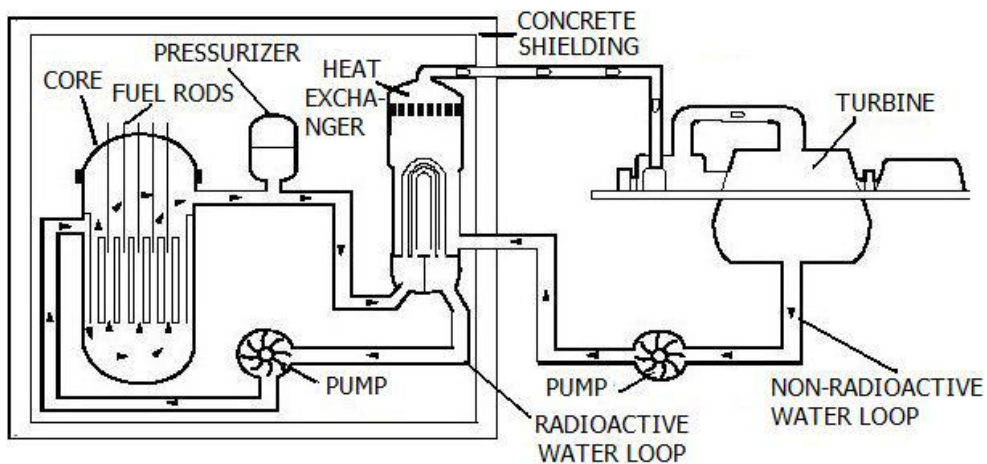 CONCRETE
SHIELDING
PRESSURIZER
HEAT
EXCHA-
NGER
CORE
FUEL RODS
TURBINE
PUMP
PUMP
NON-RADIOACTIVE
WATER LOOP
RADIOACTIVE
WATER LOOP